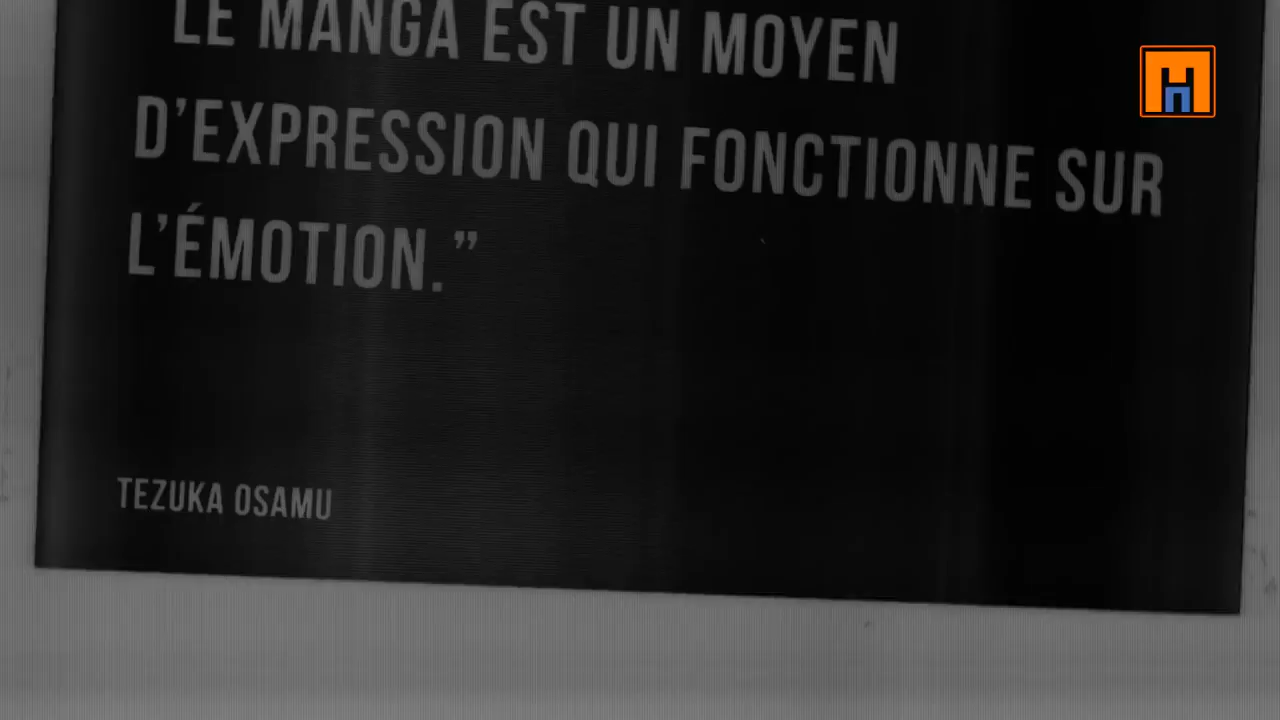 LE MANGA EST UN MOYEN
D’EXPRESSION QUI FONCTIONNE SUR
L’ÉMOTION.”
TEZUKA OSAMU